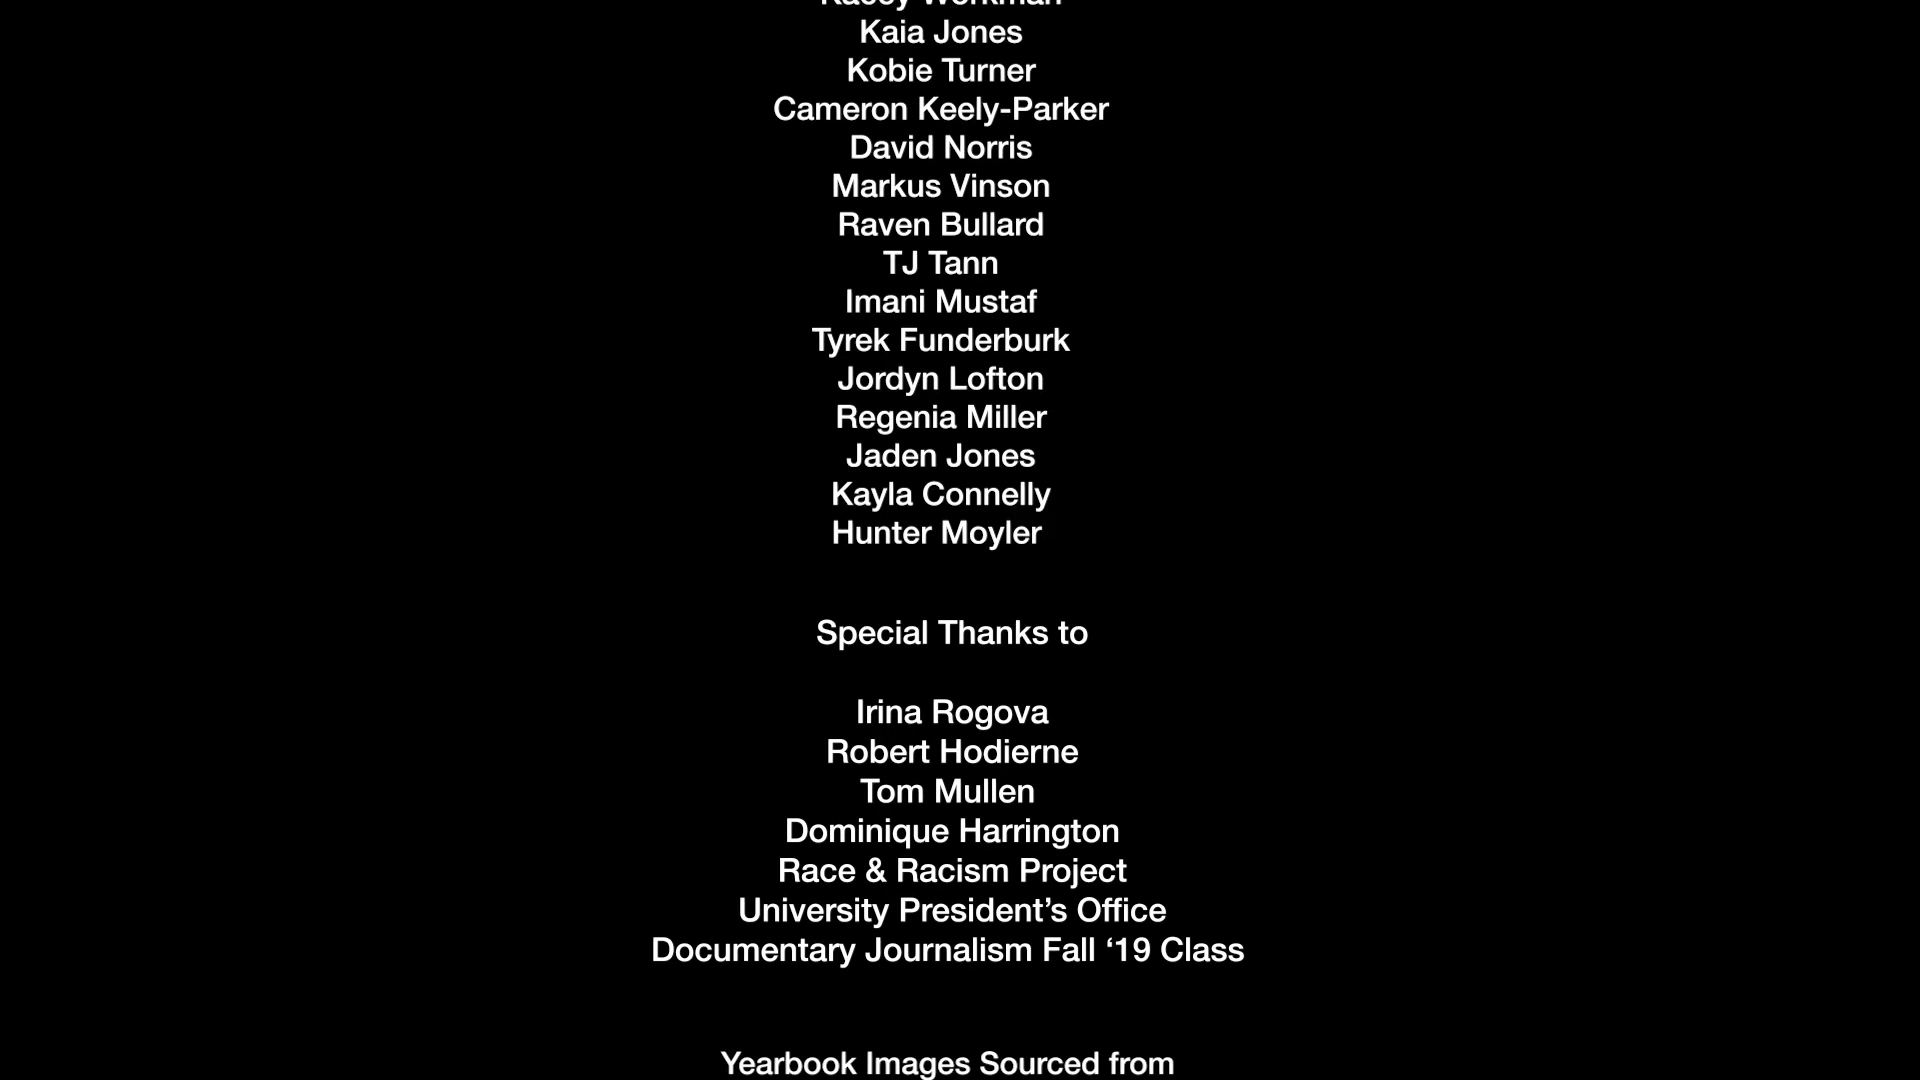 Kacey Workman
Kaia Jones
Kobie Turner
Cameron Keely-Parker
David Norris
Markus Vinson
Raven Bullard
TJ Tann
Imani Mustaf
Tyrek Funderburk
Jordyn Lofton
Regenia Miller
Jaden Jones
Kayla Connelly
Hunter Moyler
Special Thanks to
Irina Rogova
Robert Hodierne
Tom Mullen
Dominique Harrington
Race & Racism Project
University President’s Office
Documentary Journalism Fall ‘19 Class
Yearbook Images Sourced from